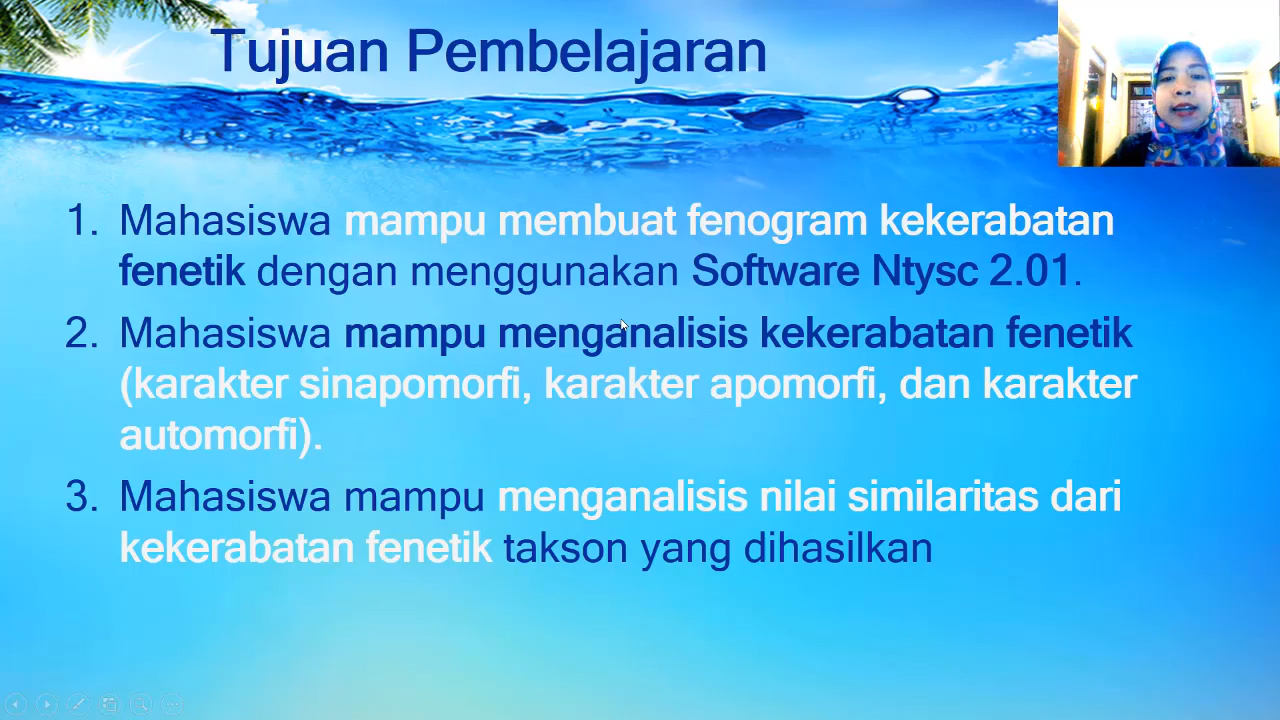 Tujuan Pembelajaran
1. Mahasiswa mampu membuat fenogram kekerabatan
fenetik dengan menggunakan Software Ntysc 2.01.
2. Mahasiswa mampu menganalisis kekerabatan fenetik
(karakter sinapomorfi, karakter apomorfi, dan karakter
automorfi).
3. Mahasiswa mampu menganalisis nilai similaritas dari
kekerabatan fenetik takson yang dihasilkan